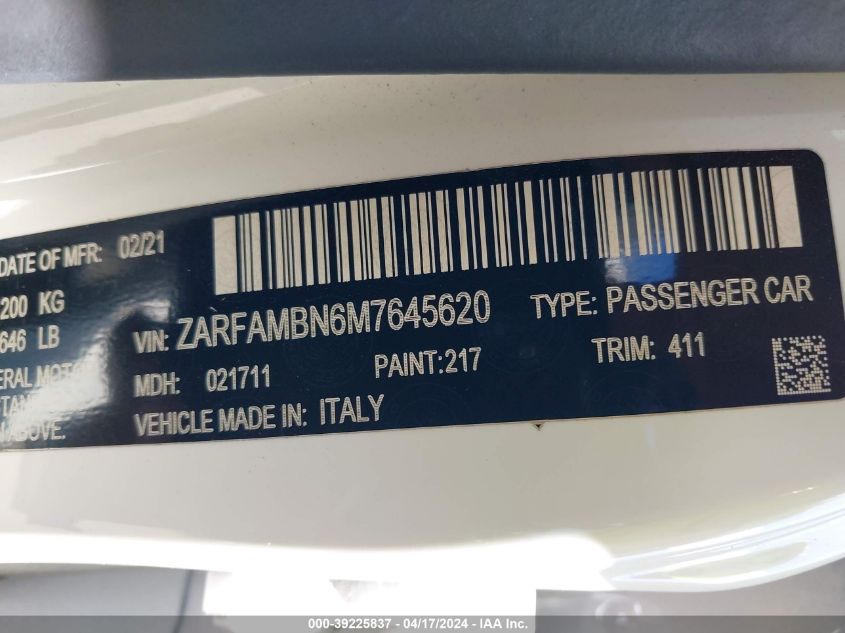 DATE OF MFR: 02/21
200 KG
646 LB
VIN: ZARFAMBN6M7645620 TYPE: PASSENGER CAR
MDH: 021711 PAINT:217 TRIM: 411
VEHICLE MADE IN: ITALY
ABOVE.
000-39225837 - 04/17/2024 - IAA Inc.